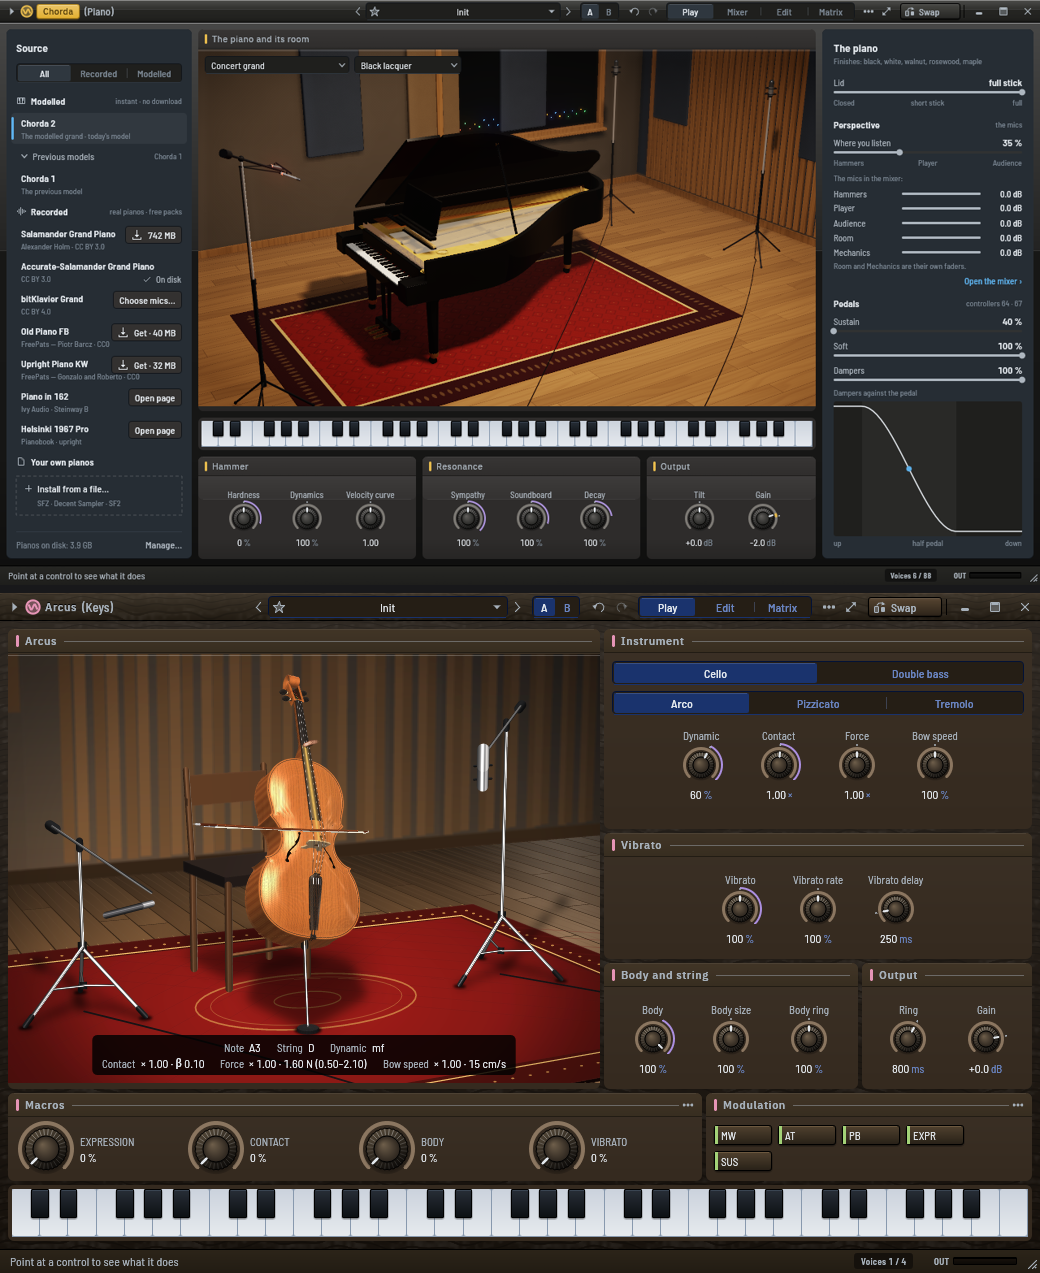 Chorda (Piano)
Init
A B
Play Mixer Edit Matrix
Swap
Source
All Recorded Modelled
Modelled instant · no download
Chorda 2
The modelled grand · today's model
Previous models Chorda 1
Chorda 1
The previous model
Recorded real pianos · free packs
Salamander Grand Piano 742 MB
Alexander Holm · CC BY 3.0
Accurate-Salamander Grand Piano
CC BY 3.0 On disk
bitKlavier Grand Choose mics...
CC BY 4.0
Old Piano FB Get · 40 MB
FreePats — Piotr Barcz · CC0
Upright Piano KW Get · 32 MB
FreePats — Gonzalo and Roberto · CC0
Piano in 162 Open page
Ivy Audio · Steinway B
Helsinki 1967 Pro Open page
Pianobook · upright
Your own pianos
+ Install from a file...
SFZ · Decent Sampler · SF2
Pianos on disk: 3.9 GB Manage...
The piano and its room
Concert grand Black lacquer
Hammer
Hardness Dynamics Velocity curve
0 % 100 % 1.00
Resonance
Sympathy Soundboard Decay
100 % 100 % 100 %
Output
Tilt Gain
+0.0 dB -2.0 dB
The piano
Finishes: black, white, walnut, rosewood, maple
Lid full stick
Closed short stick full
Perspective the mics
Where you listen 35 %
Hammers Player Audience
The mics in the mixer:
Hammers 0.0 dB
Player 0.0 dB
Audience 0.0 dB
Room 0.0 dB
Mechanics 0.0 dB
Room and Mechanics are their own faders.
Open the mixer ›
Pedals controllers 64 - 67
Sustain 40 %
Soft 100 %
Dampers 100 %
Dampers against the pedal
up half pedal down
Point at a control to see what it does
Voices 6 / 88 OUT
Arcus (Keys)
Init
A B
Play Edit Matrix
Swap
Arcus
Note A3 String D Dynamic mf
Contact × 1.00 · β 0.10 Force × 1.00 · 1.60 N (0.50–2.10) Bow speed × 1.00 · 15 cm/s
Instrument
Cello Double bass
Arco Pizzicato Tremolo
Dynamic Contact Force Bow speed
60 % 1.00 × 1.00 × 100 %
Vibrato
Vibrato Vibrato rate Vibrato delay
100 % 100 % 250 ms
Body and string
Body Body size Body ring
100 % 100 % 100 %
Output
Ring Gain
800 ms +0.0 dB
Macros
EXPRESSION
0 %
CONTACT
0 %
BODY
0 %
VIBRATO
0 %
Modulation
MW AT PB EXPR
SUS
Point at a control to see what it does
Voices 1 / 4 OUT